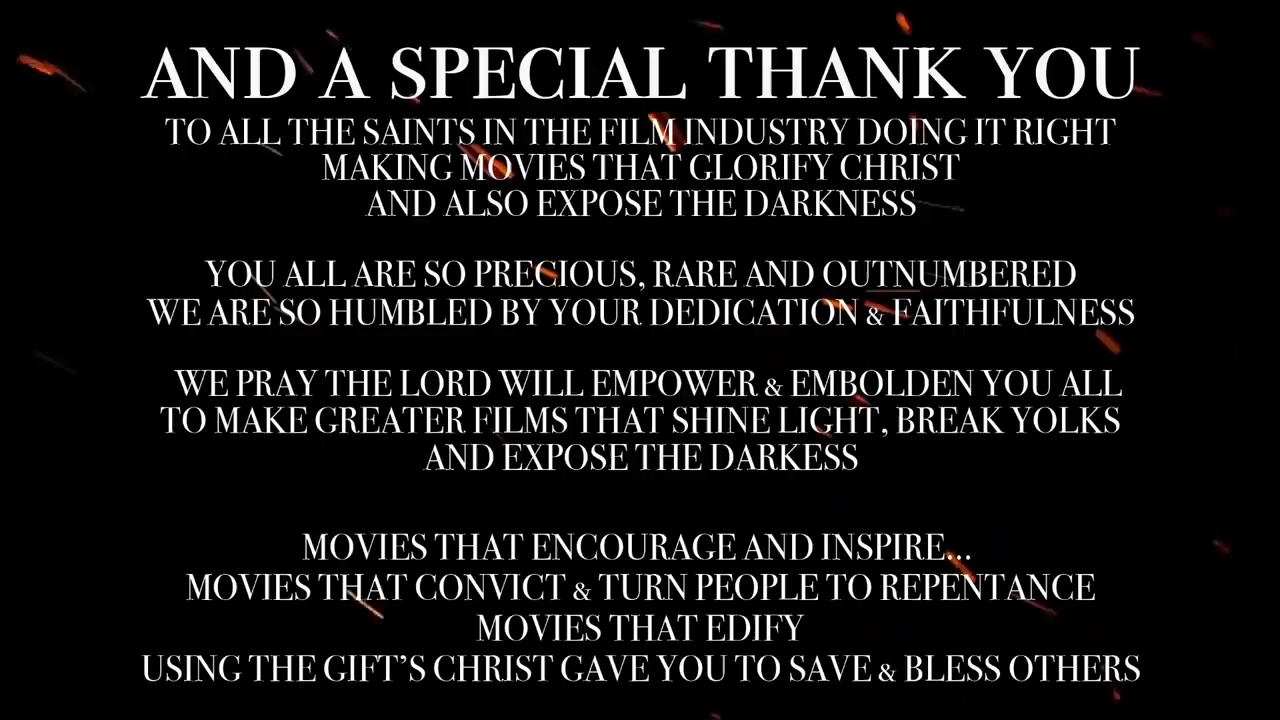 AND A SPECIAL THANK YOU
TO ALL THE SAINTS IN THE FILM INDUSTRY DOING IT RIGHT
MAKING MOVIES THAT GLORIFY CHRIST
AND ALSO EXPOSE THE DARKNESS
YOU ALL ARE SO PRECIOUS, RARE AND OUTNUMBERED
WE ARE SO HUMBLED BY YOUR DEDICATION & FAITHFULNESS
WE PRAY THE LORD WILL EMPOWER & EMBOLDEN YOU ALL
TO MAKE GREATER FILMS THAT SHINE LIGHT, BREAK YOLKS
AND EXPOSE THE DARKESS
MOVIES THAT ENCOURAGE AND INSPIRE...
MOVIES THAT CONVICT & TURN PEOPLE TO REPENTANCE
MOVIES THAT EDIFY
USING THE GIFT’S CHRIST GAVE YOU TO SAVE & BLESS OTHERS